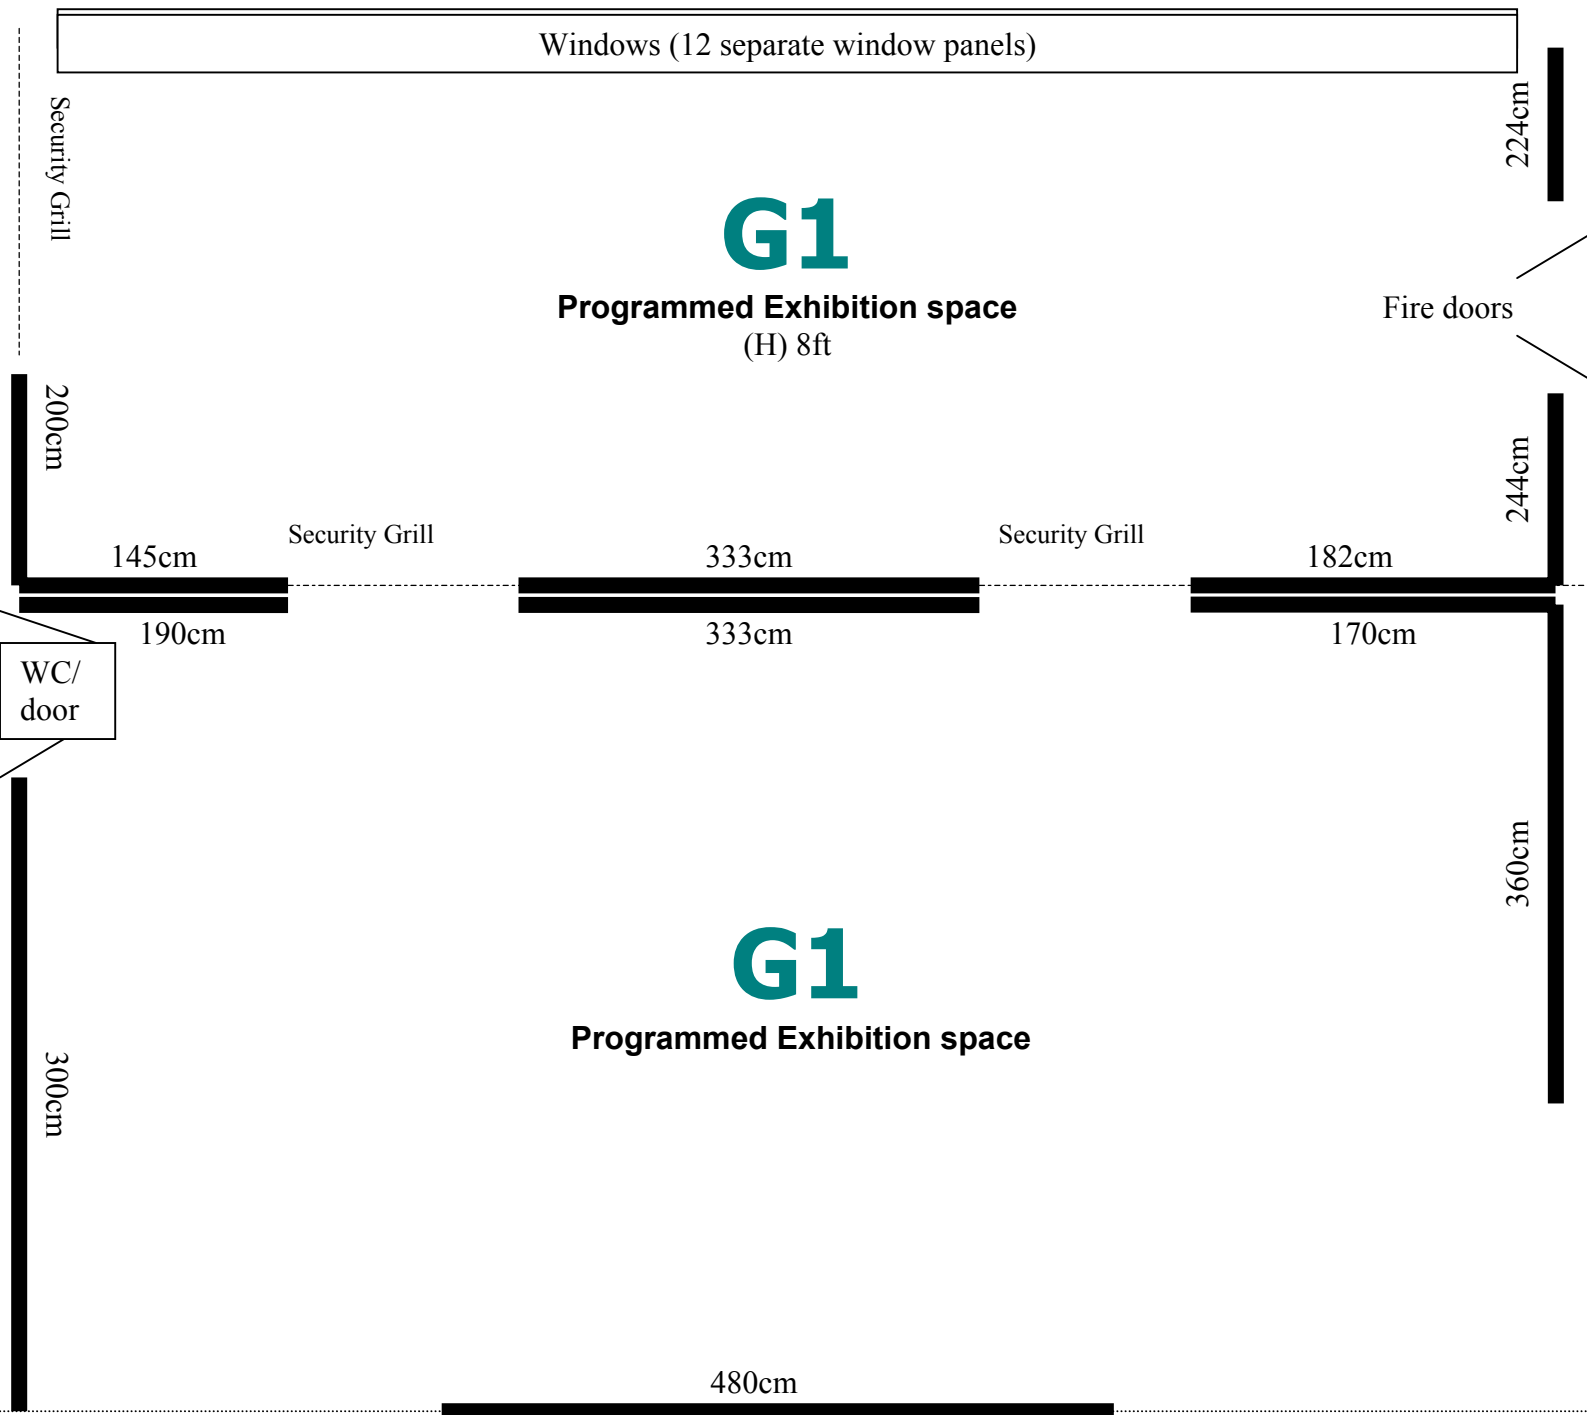 Windows (12 separate window panels)
Security Grill
224cm
G1
Programmed Exhibition space
(H) 8ft
Fire doors
200cm
244cm
Security Grill
Security Grill
145cm
333cm
182cm
190cm
333cm
170cm
WC/
door
360cm
G1
Programmed Exhibition space
300cm
480cm